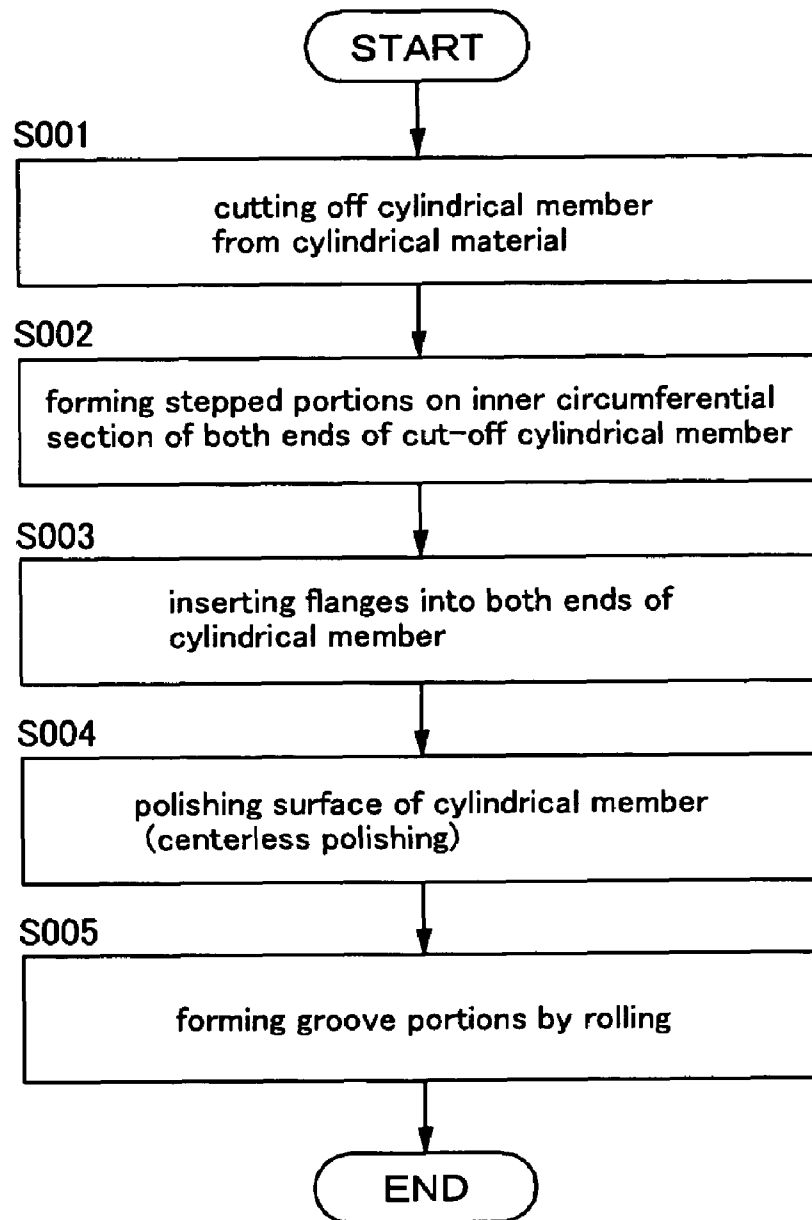 START
S001
cutting off cylindrical member
from cylindrical material
S002
forming stepped portions on inner circumferential
section of both ends of cut-off cylindrical member
S003
inserting flanges into both ends of
cylindrical member
S004
polishing surface of cylindrical member
(centerless polishing)
S005
forming groove portions by rolling
END